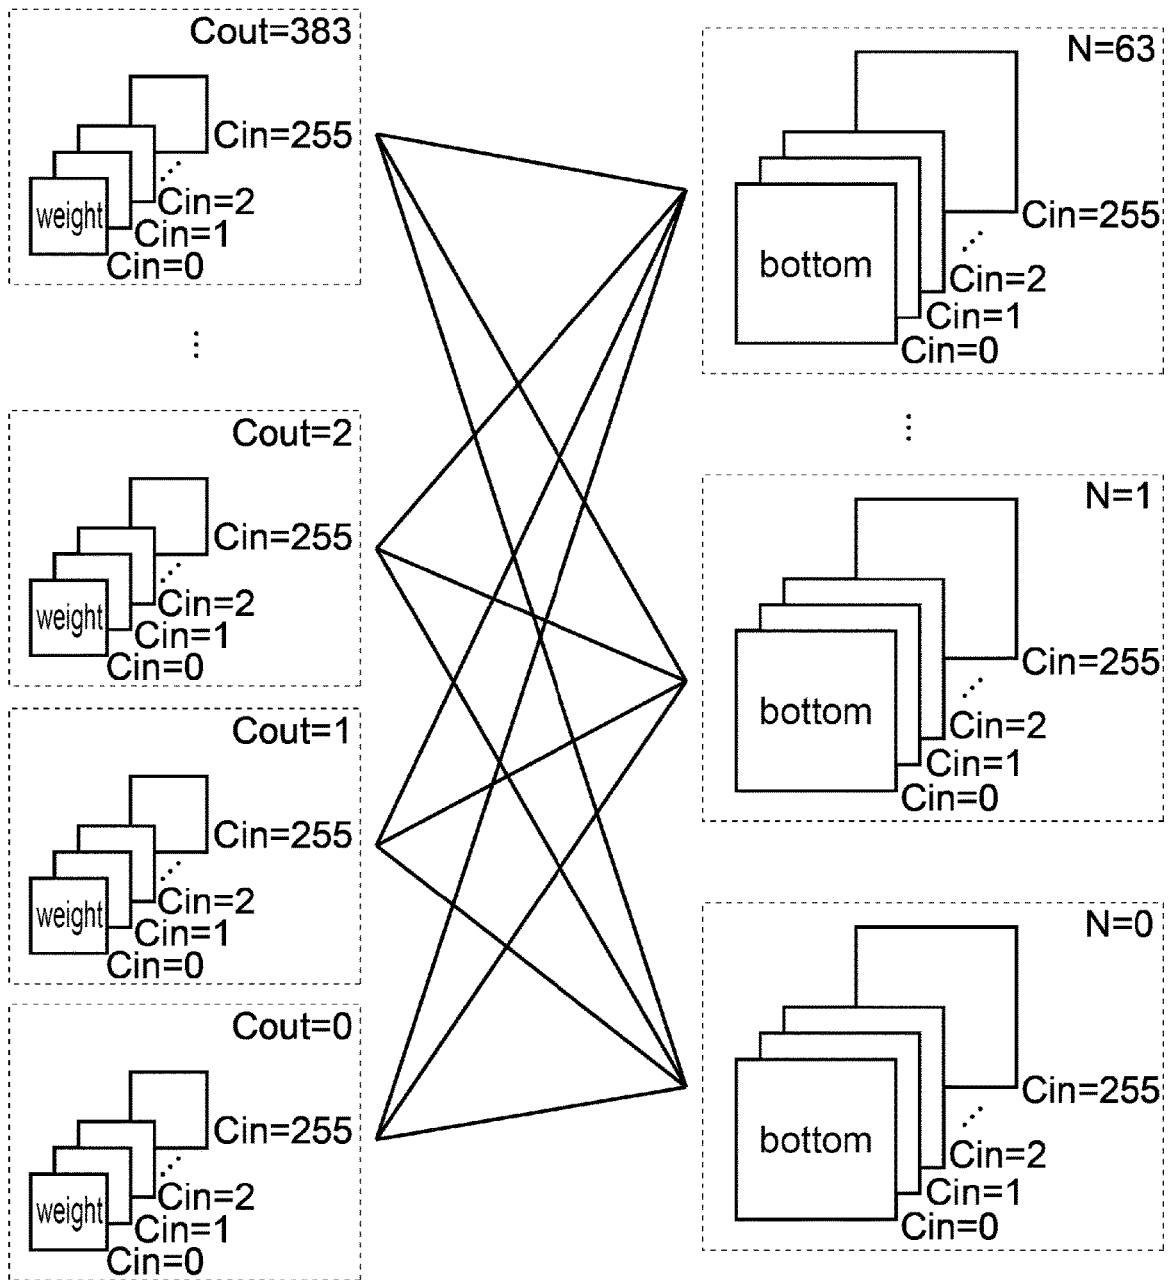 Cout=383
Cin=255
Cin=2
weight
Cin=1
Cin=0
⋮
Cout=2
Cin=255
Cin=2
weight
Cin=1
Cin=0
Cout=1
Cin=255
Cin=2
weight
Cin=1
Cin=0
Cout=0
Cin=255
Cin=2
weight
Cin=1
Cin=0
N=63
Cin=255
bottom
Cin=2
Cin=1
Cin=0
⋮
N=1
Cin=255
bottom
Cin=2
Cin=1
Cin=0
N=0
Cin=255
bottom
Cin=2
Cin=1
Cin=0